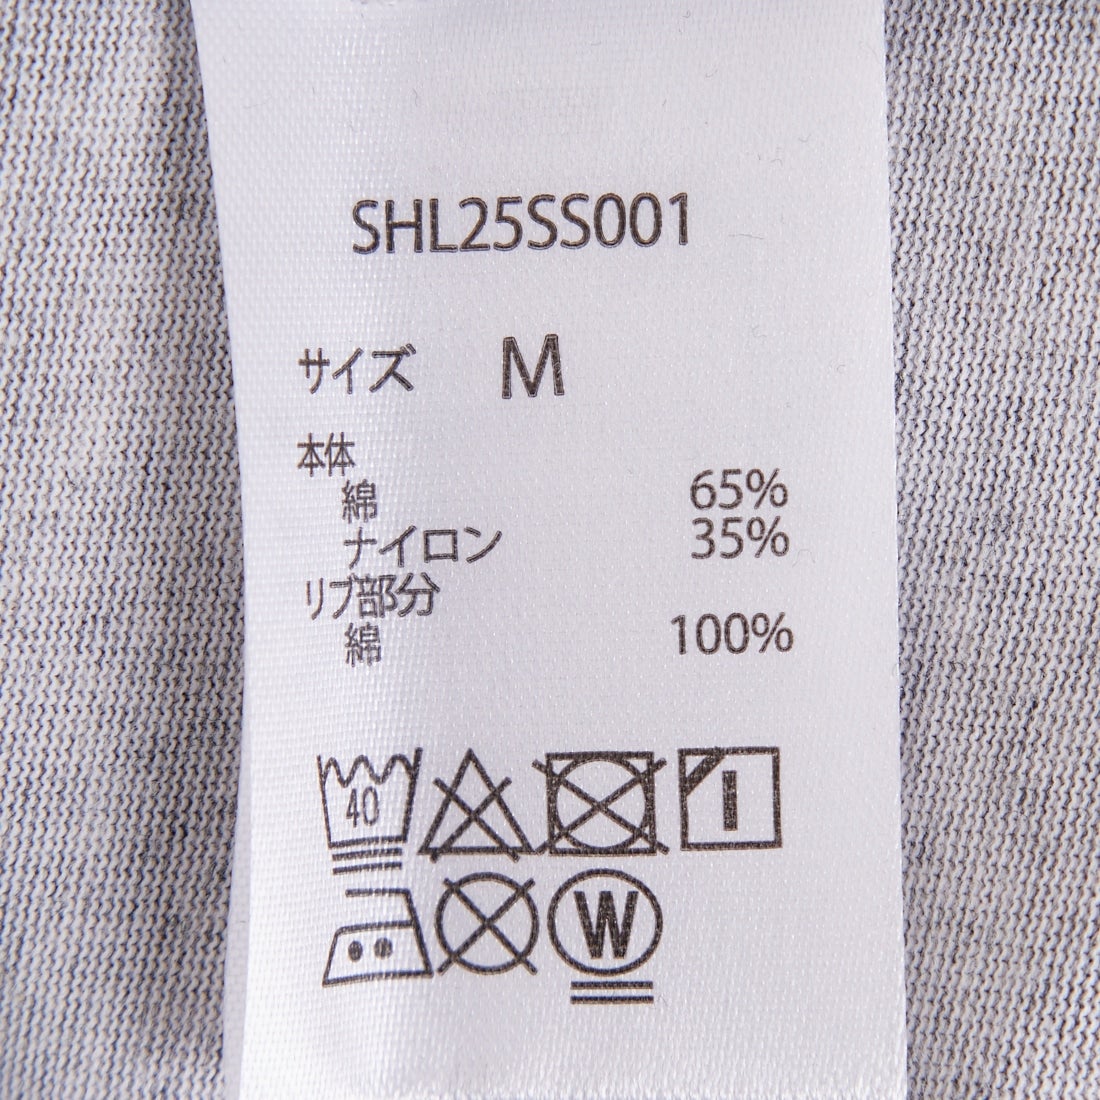 SHL25SS001
サイズ M
本体
綿 65%
ナイロン 35%
リブ部分
綿 100%
40
W